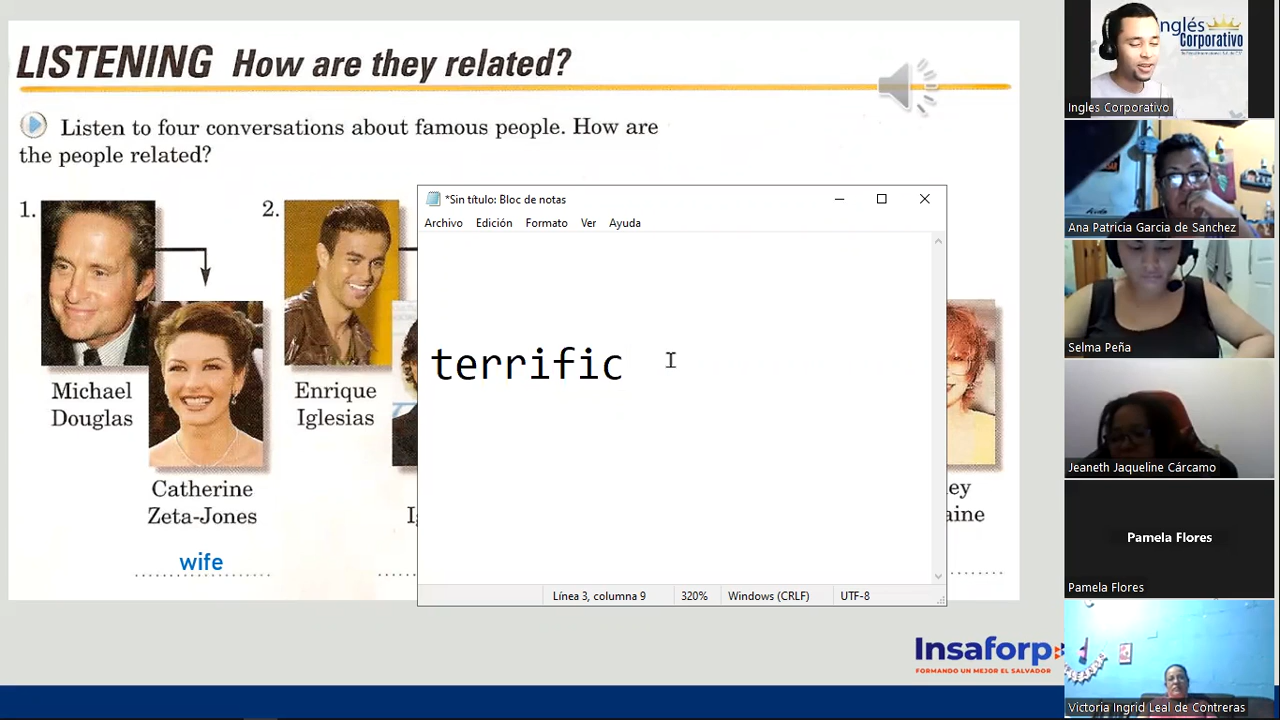 LISTENING How are they related?
Listen to four conversations about famous people. How are
the people related?
1.
2.
Michael
Douglas
Catherine
Zeta-Jones
wife
Enrique
Iglesias
*Sin título: Bloc de notas
Archivo Edición Formato Ver Ayuda
terrific
Línea 3, columna 9 320% Windows (CRLF) UTF-8
Insaforp
FORMANDO UN MEJOR EL SALVADOR
Inglés
Corporativo
Ingles Corporativo
Ana Patricia Garcia de Sanchez
Selma Peña
Jeaneth Jaqueline Cárcamo
Pamela Flores
Pamela Flores
Victoria Ingrid Leal de Contreras